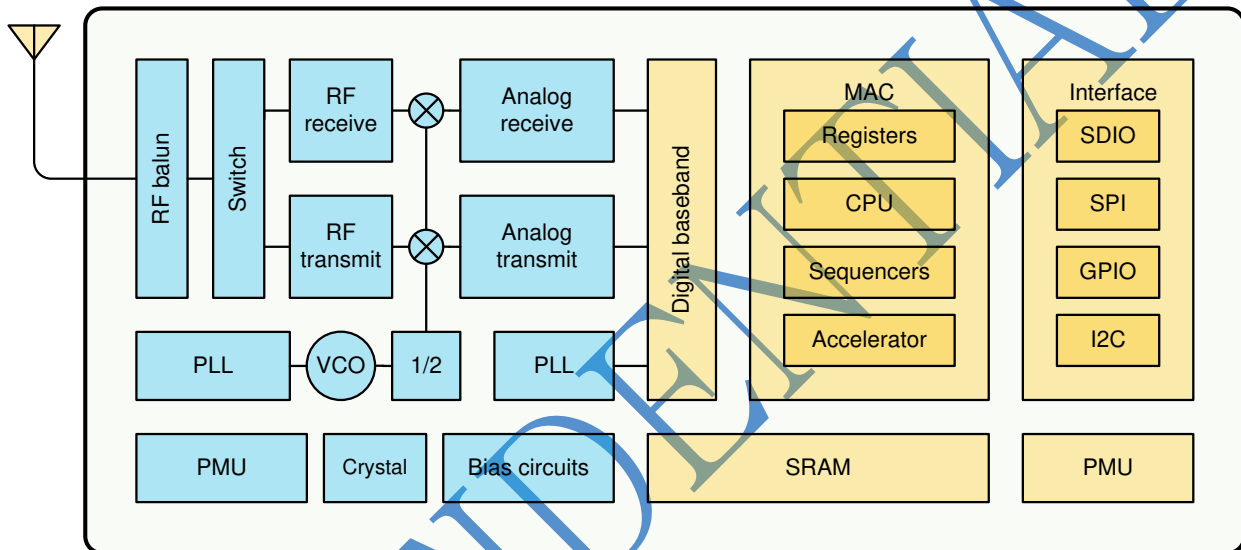 RF balun
Switch
RF
receive
Analog
receive
RF
transmit
Analog
transmit
PLL
VCO
1/2
PLL
Digital baseband
MAC
Registers
CPU
Sequencers
Accelerator
Interface
SDIO
SPI
GPIO
I2C
PMU
Crystal
Bias circuits
SRAM
PMU
NDENTIAL